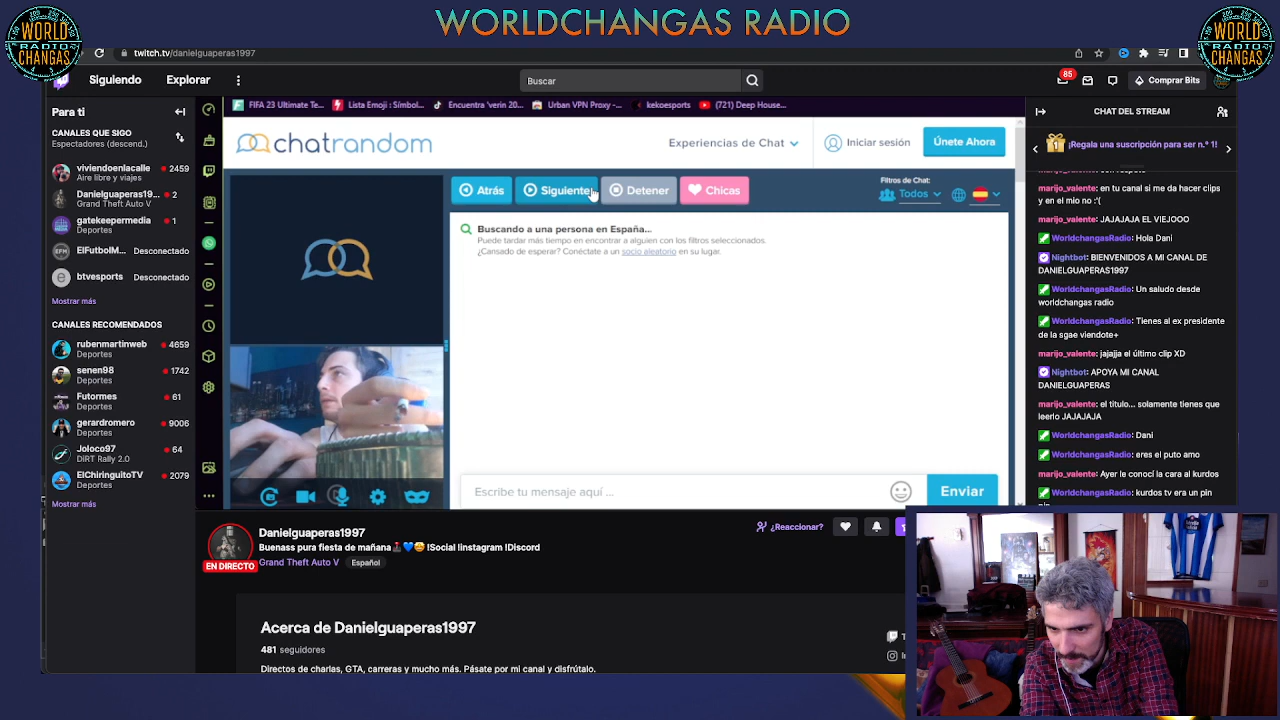 WORLDCHANGAS RADIO
WORLD
RADIO
CHANGAS
WORLD
RADIO
CHANGAS
twitch.tv/danielguaperas1997
Siguiendo
Explorar
Buscar
85
Comprar Bits
Para ti
CANALES QUE SIGO
Espectadores (descend.)
viviendoenlacalle
2459
Aire libre y viajes
Danielguaperas19...
2
Grand Theft Auto V
gatekeepermedia
1
Deportes
ElFutbolM...
Desconectado
btvesports
Desconectado
Mostrar más
CANALES RECOMENDADOS
rubenmartinweb
4659
Deportes
senen98
1742
Deportes
Futormes
61
Deportes
gerardromero
9006
Deportes
Joloco97
64
DiRT Rally 2.0
ElChiringuitoTV
2079
Deportes
Mostrar más
FIFA 23 Ultimate Te...
Lista Emoji : Símbol...
Encuentra 'verin 20...
Urban VPN Proxy -...
kekoesports
(721) Deep House...
chatrandom
Experiencias de Chat
Iniciar sesión
Únete Ahora
Atrás
Siguiente
Detener
Chicas
Filtros de Chat:
Todos
Buscando a una persona en España...
Puede tardar más tiempo en encontrar a alguien con los filtros seleccionados.
¿Cansado de esperar? Conéctate a un socio aleatorio en su lugar.
Escribe tu mensaje aquí ...
Enviar
CHAT DEL STREAM
¡Regala una suscripción para ser n.º 1!
marijo_valente:
en tu canal si me da hacer clips
y en el mio no :'(
marijo_valente: JAJAJAJA EL VIEJOOO
WorldchangasRadio: Hola Dani
Nightbot: BIENVENIDOS A MI CANAL DE
DANIELGUAPERAS1997
WorldchangasRadio: Un saludo desde
worldchangas radio
WorldchangasRadio: Tienes al ex presidente
de la sgae viendote+
marijo_valente: jajajja el último clip XD
Nightbot: APOYA MI CANAL
DANIELGUAPERAS
marijo_valente: el titulo... solamente tienes que
leerlo JAJAJAJA
WorldchangasRadio: Dani
WorldchangasRadio: eres el puto amo
marijo_valente: Ayer le conocí la cara al kurdos
WorldchangasRadio: kurdos tv era un pin
pin
EN DIRECTO
Danielguaperas1997
Buenass pura fiesta de mañana !Social !instagram !Discord
Grand Theft Auto V
Español
¿Reaccionar?
Acerca de Danielguaperas1997
481 seguidores
Directos de charlas, GTA, carreras y mucho más. Pásate por mi canal y disfrútalo.